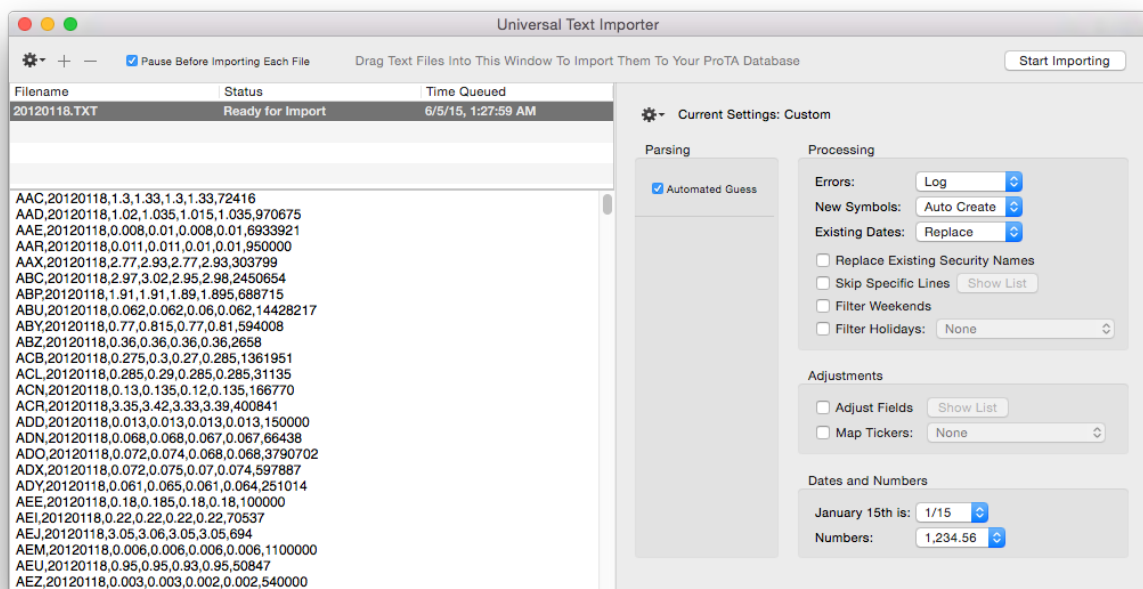 Universal Text Importer
Pause Before Importing Each File
Drag Text Files Into This Window To Import Them To Your ProTA Database
Start Importing
Filename Status Time Queued
20120118.TXT Ready for Import 6/5/15, 1:27:59 AM
AAC,20120118,1.3,1.33,1.3,1.33,72416
AAD,20120118,1.02,1.035,1.015,1.035,970675
AAE,20120118,0.008,0.01,0.008,0.01,6933921
AAR,20120118,0.011,0.011,0.01,0.01,950000
AAX,20120118,2.77,2.93,2.77,2.93,303799
ABC,20120118,2.97,3.02,2.95,2.98,2450654
ABP,20120118,1.91,1.91,1.89,1.895,688715
ABU,20120118,0.062,0.062,0.06,0.062,14428217
ABY,20120118,0.77,0.815,0.77,0.81,594008
ABZ,20120118,0.36,0.36,0.36,0.36,2658
ACB,20120118,0.275,0.3,0.27,0.285,1361951
ACL,20120118,0.285,0.29,0.285,0.285,31135
ACN,20120118,0.13,0.135,0.12,0.135,166770
ACR,20120118,3.35,3.42,3.33,3.39,400841
ADD,20120118,0.013,0.013,0.013,0.013,150000
ADN,20120118,0.068,0.068,0.067,0.067,66438
ADO,20120118,0.072,0.074,0.068,0.068,3790702
ADX,20120118,0.072,0.075,0.07,0.074,597887
ADY,20120118,0.061,0.065,0.061,0.064,251014
AEE,20120118,0.18,0.185,0.18,0.18,100000
AEI,20120118,0.22,0.22,0.22,0.22,70537
AEJ,20120118,3.05,3.06,3.05,3.05,694
AEM,20120118,0.006,0.006,0.006,0.006,1100000
AEU,20120118,0.95,0.95,0.93,0.95,50847
AEZ,20120118,0.003,0.003,0.002,0.002,540000
Current Settings: Custom
Parsing
Automated Guess
Processing
Errors: Log
New Symbols: Auto Create
Existing Dates: Replace
Replace Existing Security Names
Skip Specific Lines Show List
Filter Weekends
Filter Holidays: None
Adjustments
Adjust Fields Show List
Map Tickers: None
Dates and Numbers
January 15th is: 1/15
Numbers: 1,234.56